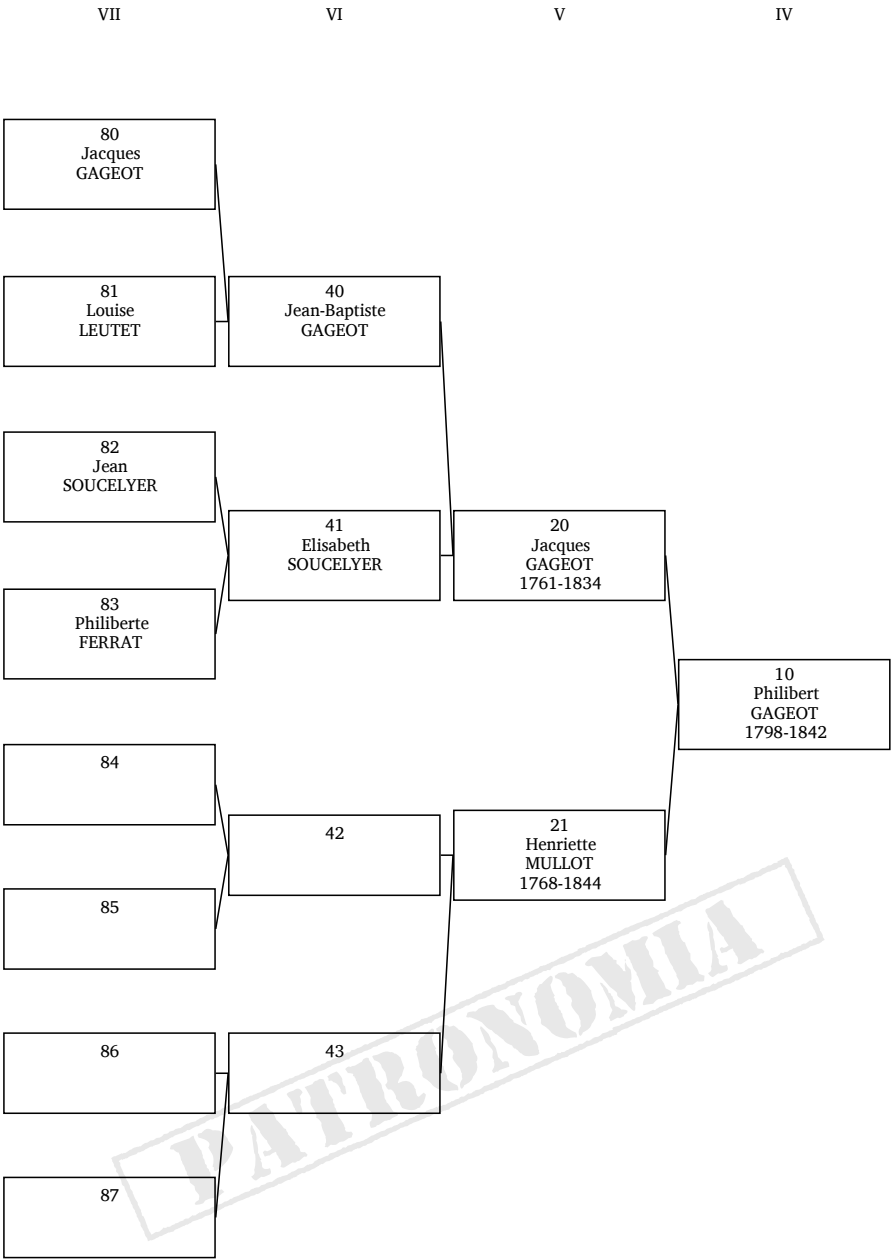 VII VI V IV
80
Jacques
GAGEOT
81
Louise
LEUTET
40
Jean-Baptiste
GAGEOT
82
Jean
SOUCELYER
41
Elisabeth
SOUCELYER
20
Jacques
GAGEOT
1761-1834
83
Philiberte
FERRAT
10
Philibert
GAGEOT
1798-1842
84
42
21
Henriette
MULLOT
1768-1844
85
86
43
87
PATRONOMIA